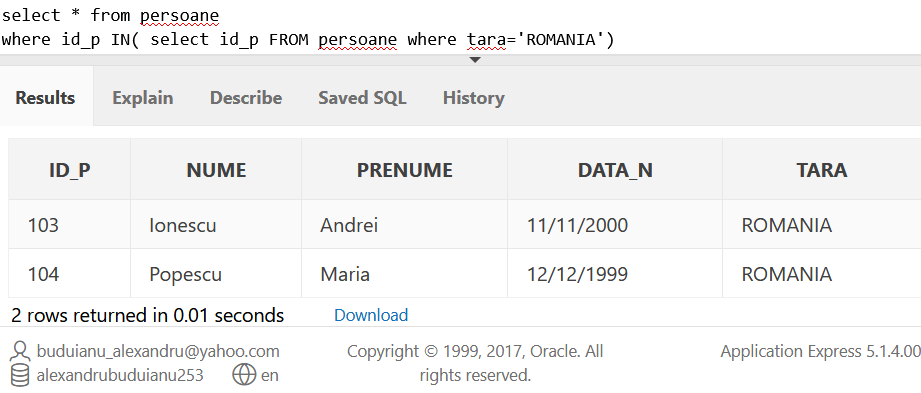 select * from persoane
where id_p IN( select id_p FROM persoane where tara='ROMANIA')
Results Explain Describe Saved SQL History
ID_P NUME PRENUME DATA_N TARA
103 Ionescu Andrei 11/11/2000 ROMANIA
104 Popescu Maria 12/12/1999 ROMANIA
2 rows returned in 0.01 seconds Download
buduianu_alexandru@yahoo.com Copyright © 1999, 2017, Oracle. All Application Express 5.1.4.00
alexandrubuduianu253 en rights reserved.